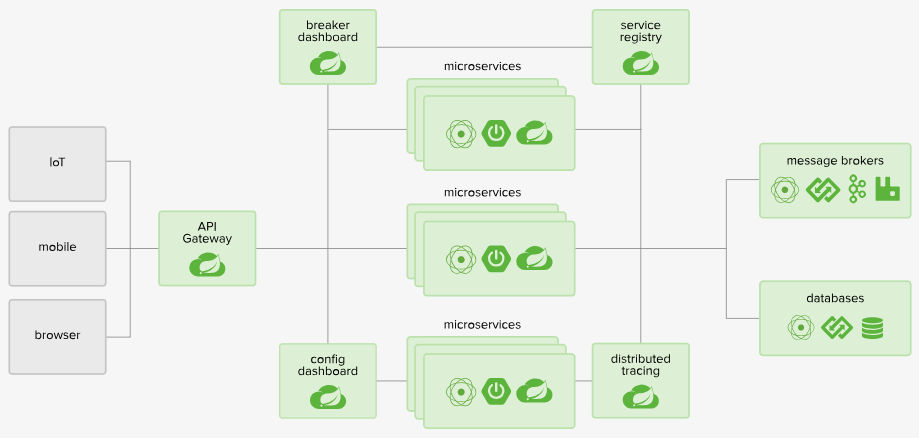 breaker
dashboard
service
registry
microservices
IoT
message brokers
microservices
API
Gateway
mobile
databases
browser
microservices
config
dashboard
distributed
tracing